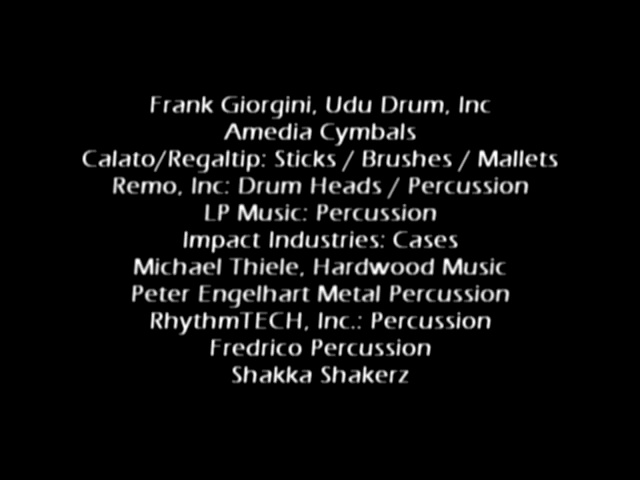 Frank Giorgini, Udu Drum, Inc
Amedia Cymbals
Calato/Regaltip: Sticks / Brushes / Mallets
Remo, Inc: Drum Heads / Percussion
LP Music: Percussion
Impact Industries: Cases
Michael Thiele, Hardwood Music
Peter Engelhart Metal Percussion
RhythmTECH, Inc.: Percussion
Fredrico Percussion
Shakka Shakerz